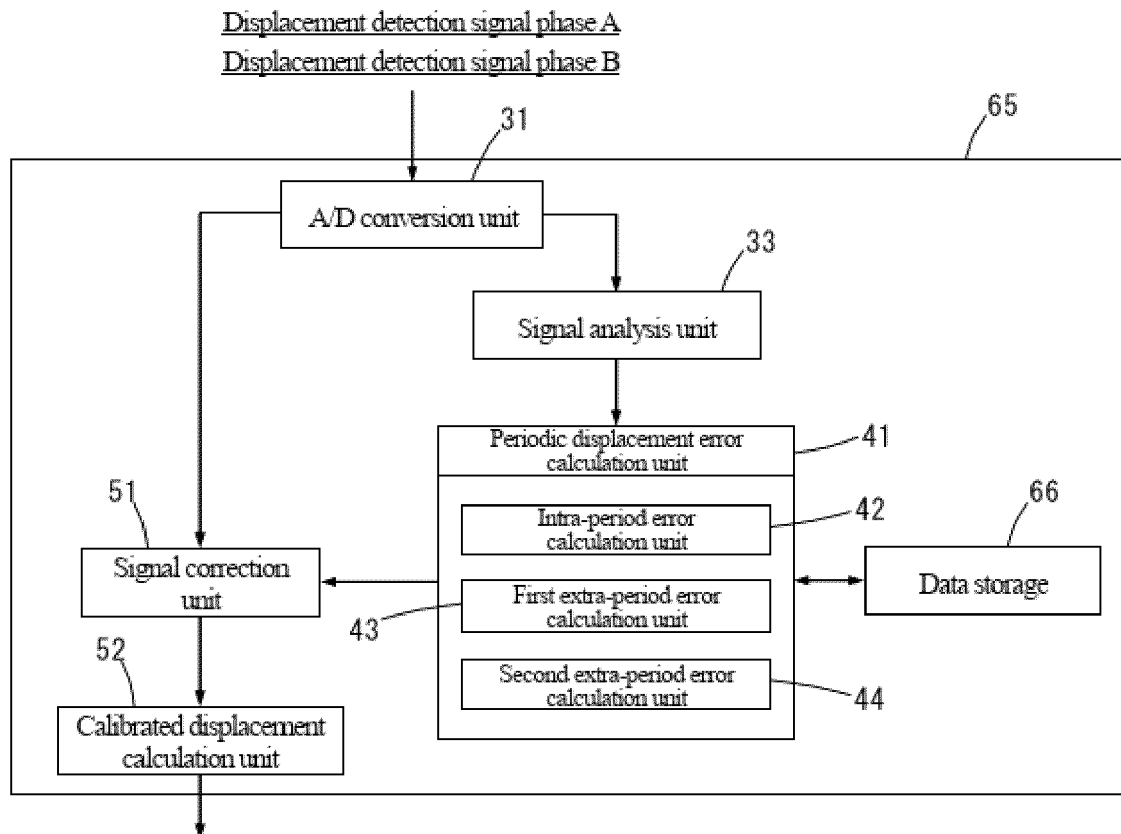 Displacement detection signal phase A
Displacement detection signal phase B
31
65
A/D conversion unit
33
Signal analysis unit
Periodic displacement error
calculation unit
41
51
Intra-period error
calculation unit
42
66
Signal correction
unit
First extra-period error
calculation unit
Data storage
43
52
Second extra-period error
calculation unit
44
Calibrated displacement
calculation unit